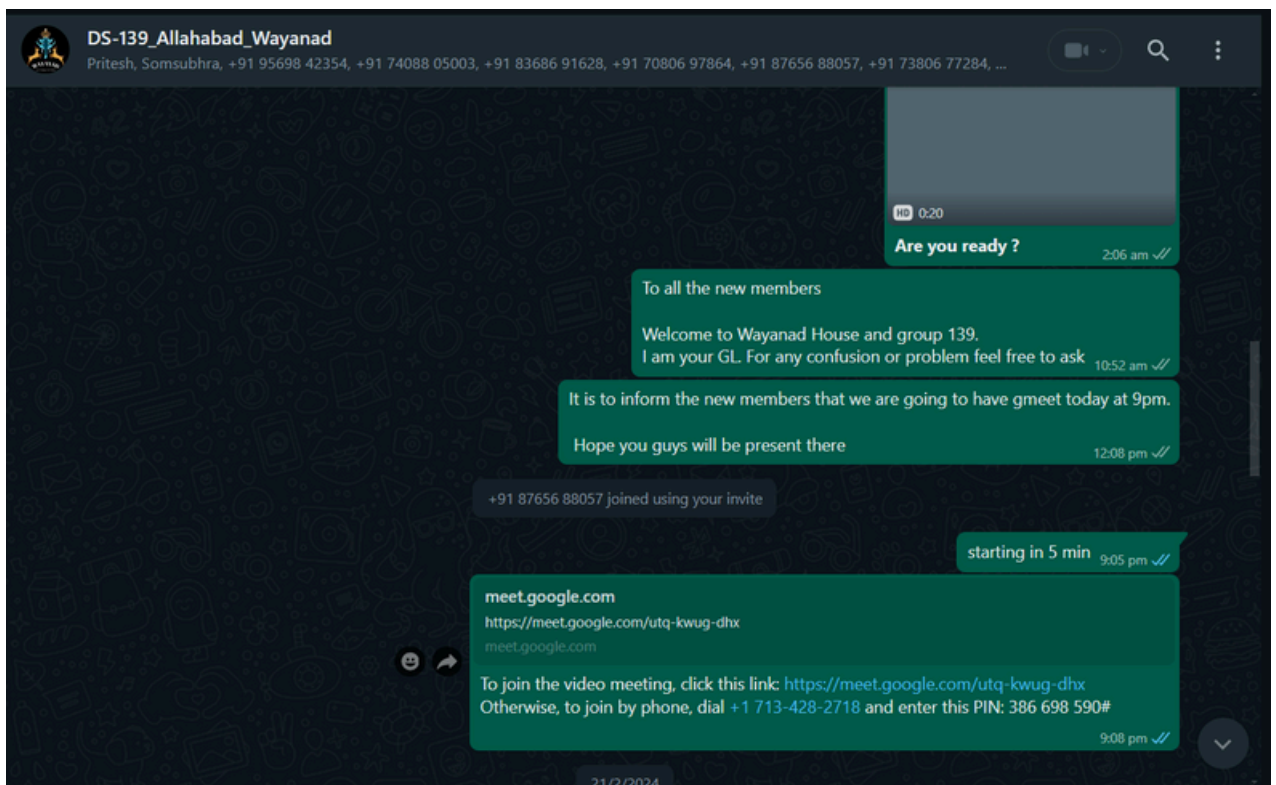 DS-139_Allahabad_Wayanad
Pritesh, Somsubhra, +91 95698 42354, +91 74088 05003, +91 83686 91628, +91 70806 97864, +91 87656 88057, +91 73806 77284, ...
HD 0:20
Are you ready ?
2:06 am
To all the new members
Welcome to Wayanad House and group 139.
I am your GL. For any confusion or problem feel free to ask
10:52 am
It is to inform the new members that we are going to have gmeet today at 9pm.
Hope you guys will be present there
12:08 pm
+91 87656 88057 joined using your invite
starting in 5 min
9:05 pm
meet.google.com
https://meet.google.com/utq-kwug-dhx
meet.google.com
To join the video meeting, click this link: https://meet.google.com/utq-kwug-dhx
Otherwise, to join by phone, dial +1 713-428-2718 and enter this PIN: 386 698 590#
9:08 pm